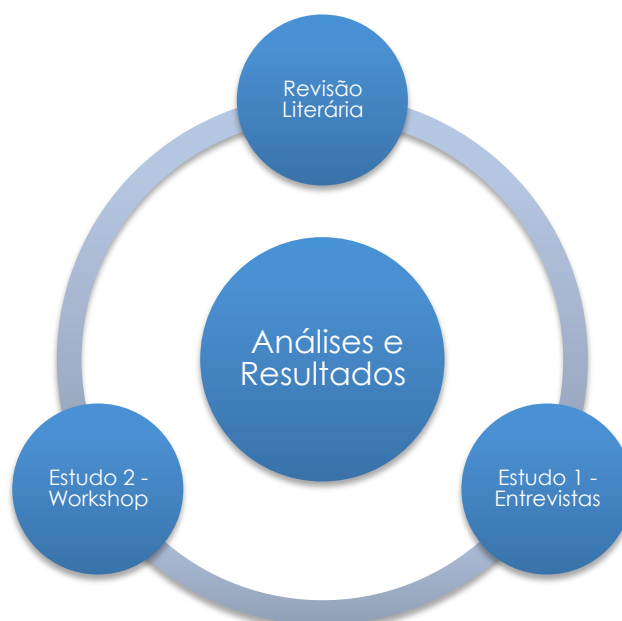 Revisão
Literária
Análises e
Resultados
Estudo 2 -
Workshop
Estudo 1 -
Entrevistas